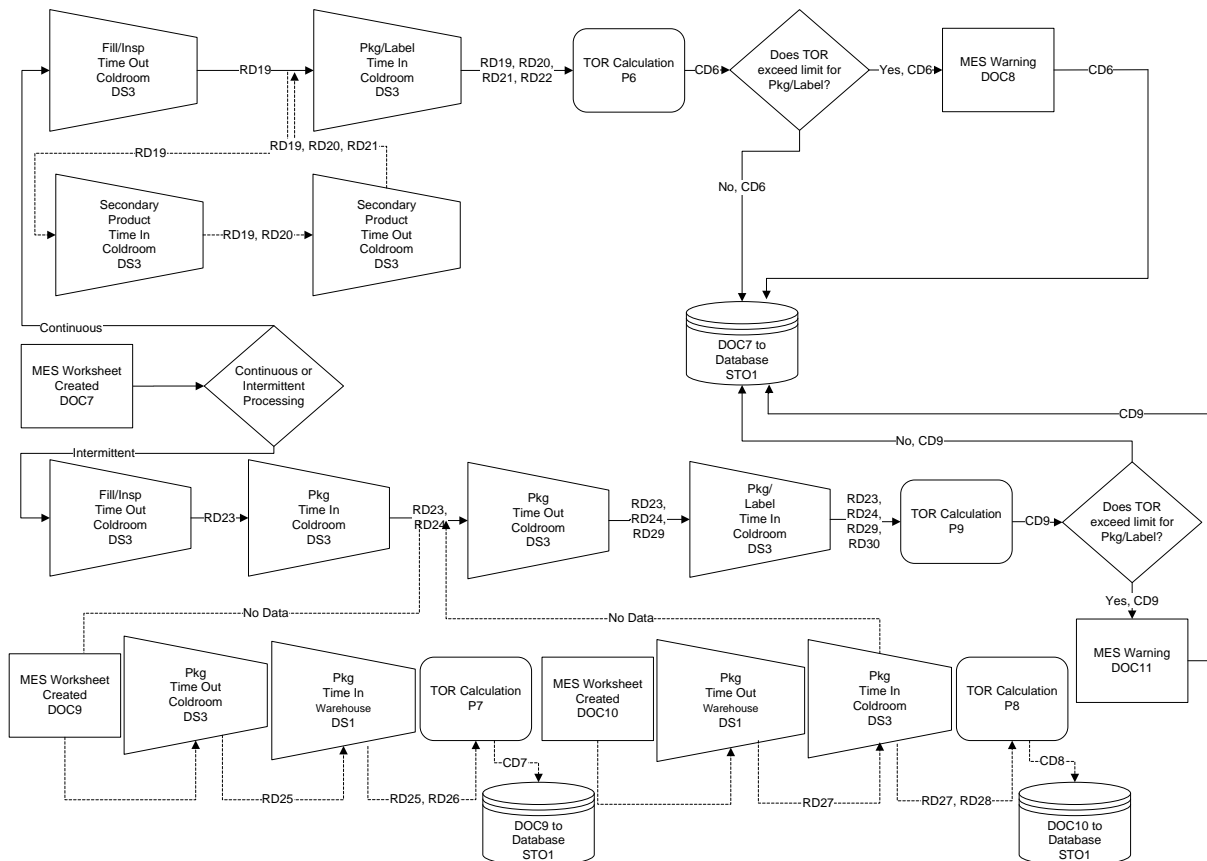 Fill/Insp
Time Out
Coldroom
DS3
RD19
Pkg/Label
Time In
Coldroom
DS3
RD19, RD20,
RD21, RD22
TOR Calculation
P6
CD6
Does TOR
exceed limit for
Pkg/Label?
Yes, CD6
MES Warning
DOC8
CD6
RD19
RD19, RD20, RD21
No, CD6
Secondary
Product
Time In
Coldroom
DS3
RD19, RD20
Secondary
Product
Time Out
Coldroom
DS3
Continuous
MES Worksheet
Created
DOC7
Continuous or
Intermittent
Processing
DOC7 to
Database
STO1
CD9
No, CD9
Intermittent
Fill/Insp
Time Out
Coldroom
DS3
RD23
Pkg
Time In
Coldroom
DS3
RD23,
RD24
Pkg
Time Out
Coldroom
DS3
RD23,
RD24,
RD29
Pkg/
Label
Time In
Coldroom
DS3
RD23,
RD24,
RD29,
RD30
TOR Calculation
P9
CD9
Does TOR
exceed limit for
Pkg/Label?
Yes, CD9
MES Warning
DOC11
No Data
No Data
MES Worksheet
Created
DOC9
Pkg
Time Out
Coldroom
DS3
RD25
Pkg
Time In
Warehouse
DS1
RD25, RD26
TOR Calculation
P7
CD7
DOC9 to
Database
STO1
MES Worksheet
Created
DOC10
Pkg
Time Out
Warehouse
DS1
RD27
Pkg
Time In
Coldroom
DS3
RD27, RD28
TOR Calculation
P8
CD8
DOC10 to
Database
STO1